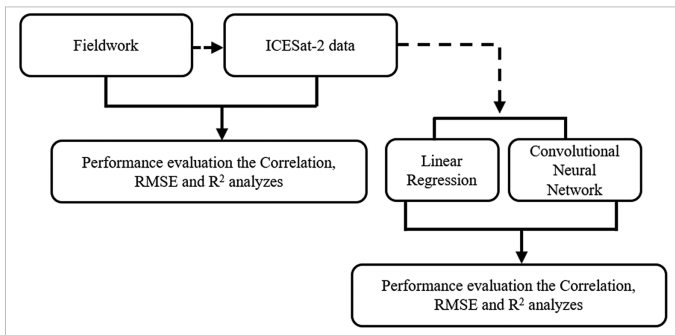 Fieldwork
ICESat-2 data
Performance evaluation the Correlation,
RMSE and R² analyzes
Linear
Regression
Convolutional
Neural
Network
Performance evaluation the Correlation,
RMSE and R² analyzes